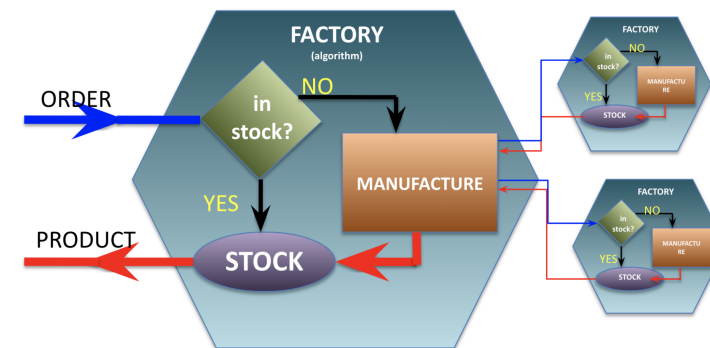 FACTORY
(algorithm)
ORDER
in
stock?
NO
MANUFACTURE
YES
STOCK
PRODUCT
FACTORY
in
stock?
NO
MANUFACTU
RE
YES
STOCK
FACTORY
in
stock?
NO
MANUFACTU
RE
YES
STOCK